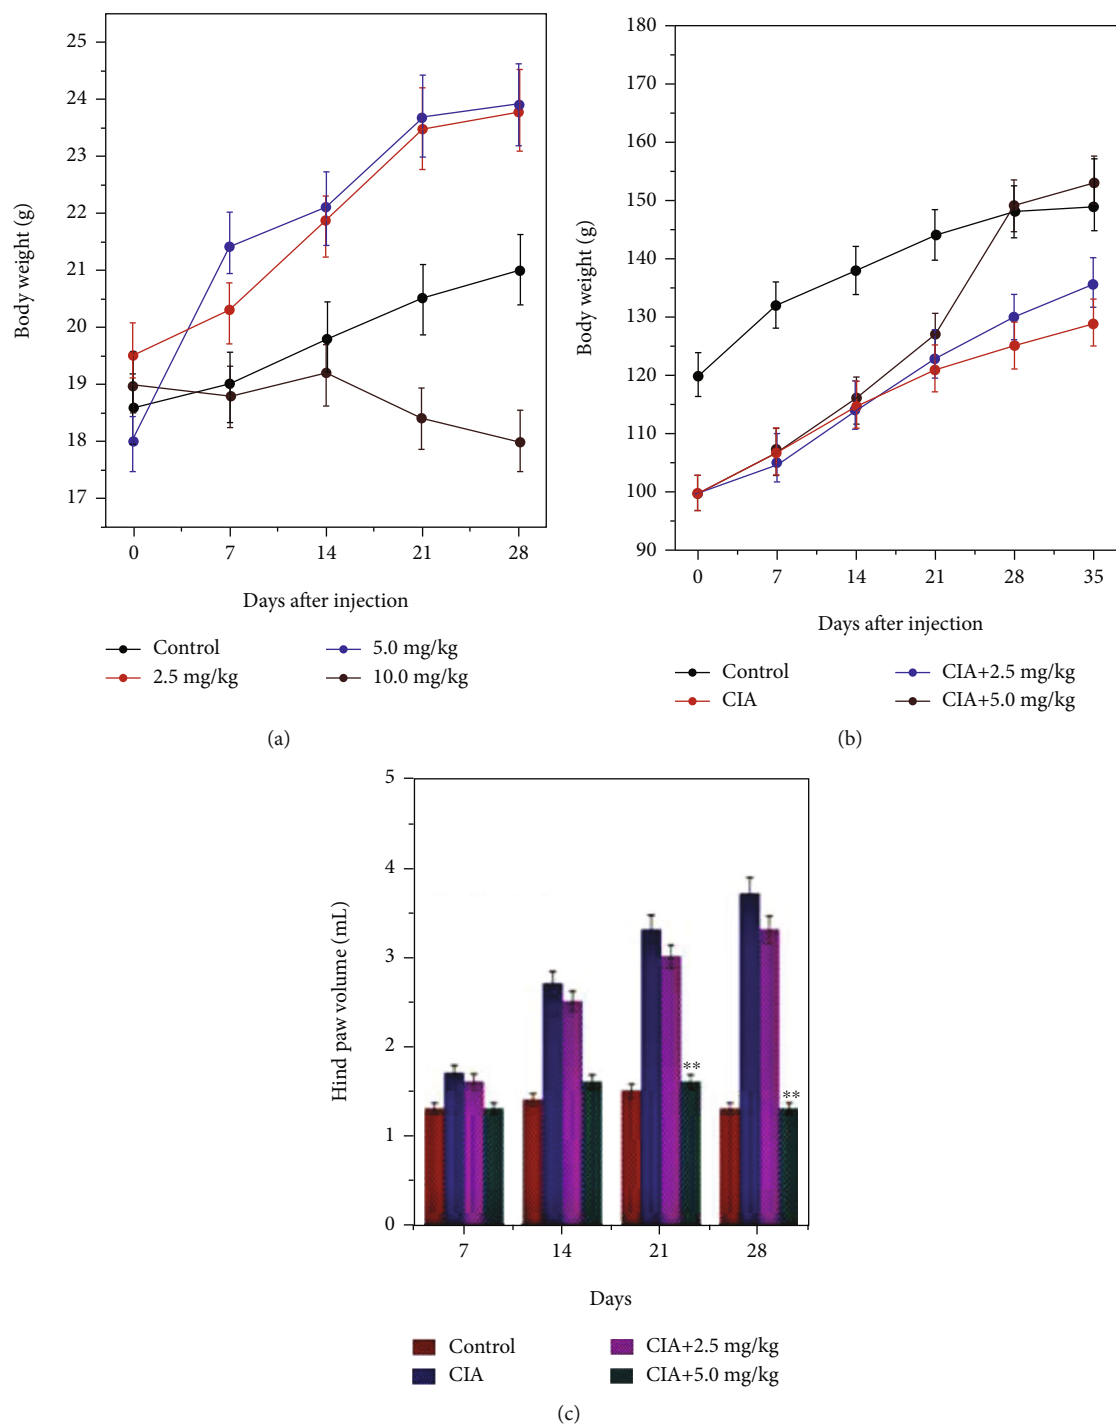 25
24
23
22
21
20
19
18
17
Body weight (g)
0 7 14 21 28
Days after injection
Control
5.0 mg/kg
2.5 mg/kg
10.0 mg/kg
(a)
180
170
160
150
140
130
120
110
100
90
Body weight (g)
0 7 14 21 28 35
Days after injection
Control
CIA+2.5 mg/kg
CIA
CIA+5.0 mg/kg
(b)
5
4
3
2
1
0
Hind paw volume (mL)
**
**
7 14 21 28
Days
Control
CIA+2.5 mg/kg
CIA
CIA+5.0 mg/kg
(c)